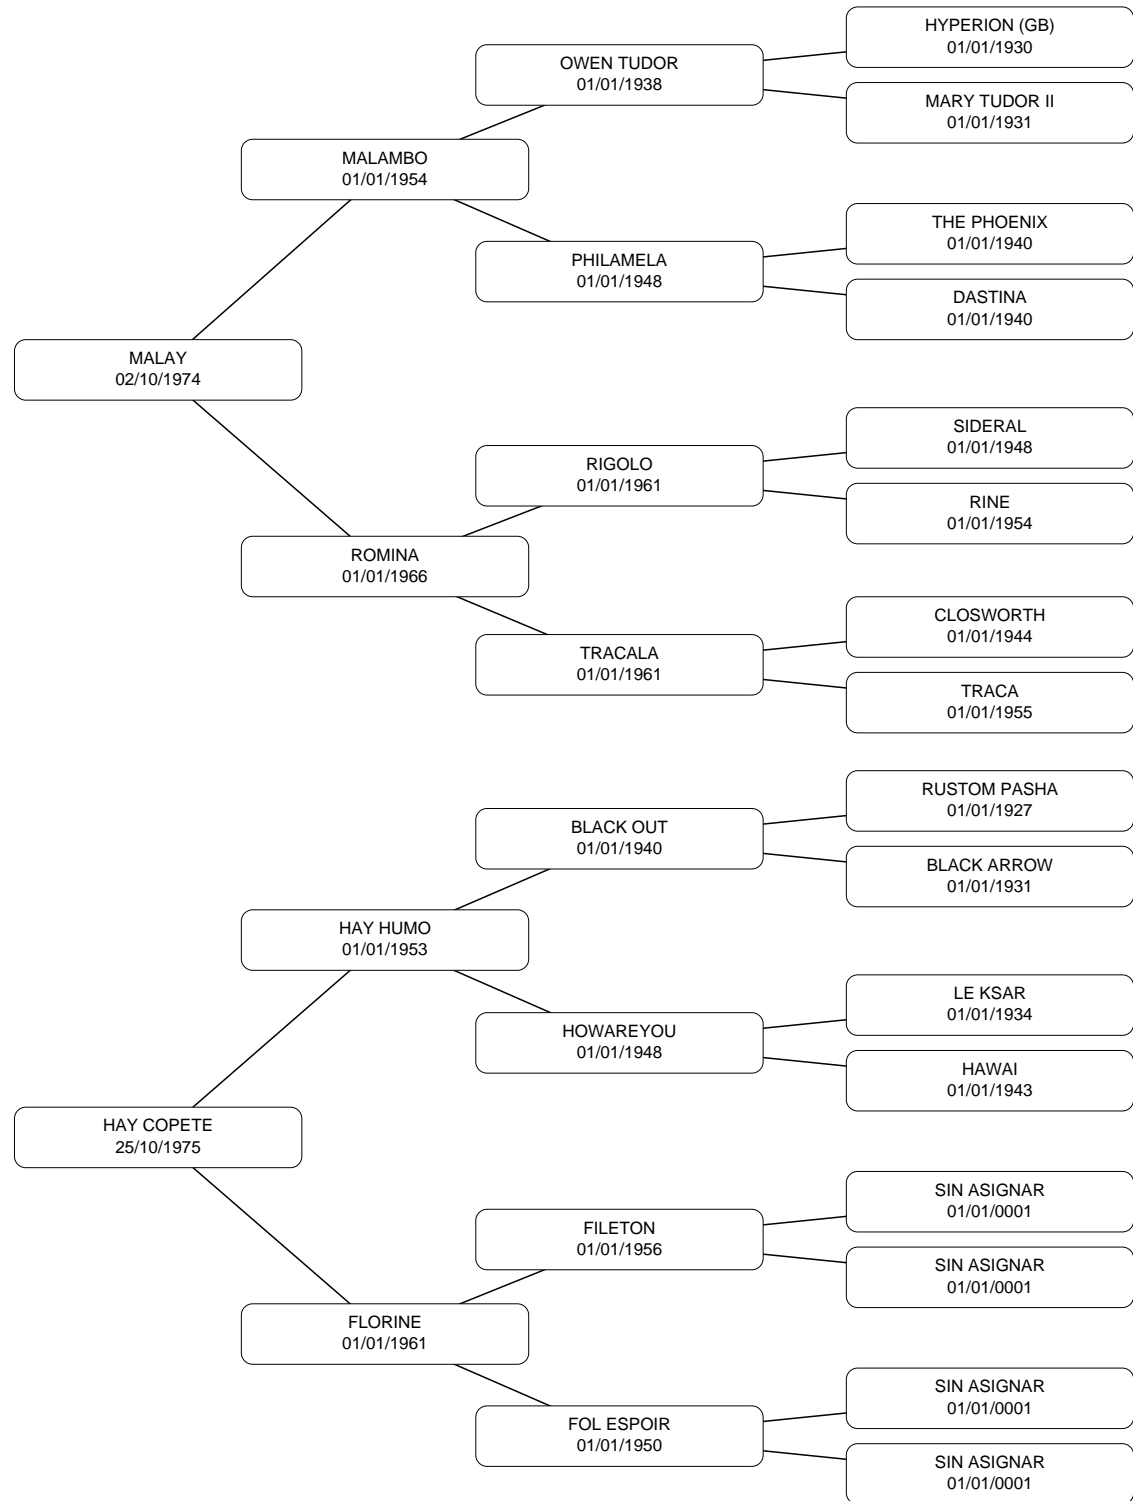 HYPERION (GB)
01/01/1930
OWEN TUDOR
01/01/1938
MARY TUDOR II
01/01/1931
MALAMBO
01/01/1954
THE PHOENIX
01/01/1940
PHILAMELA
01/01/1948
DASTINA
01/01/1940
MALAY
02/10/1974
SIDERAL
01/01/1948
RIGOLO
01/01/1961
RINE
01/01/1954
ROMINA
01/01/1966
CLOSWORTH
01/01/1944
TRACALA
01/01/1961
TRACA
01/01/1955
RUSTOM PASHA
01/01/1927
BLACK OUT
01/01/1940
BLACK ARROW
01/01/1931
HAY HUMO
01/01/1953
LE KSAR
01/01/1934
HOWAREYOU
01/01/1948
HAWAI
01/01/1943
HAY COPETE
25/10/1975
SIN ASIGNAR
01/01/0001
FILETON
01/01/1956
SIN ASIGNAR
01/01/0001
FLORINE
01/01/1961
SIN ASIGNAR
01/01/0001
FOL ESPOIR
01/01/1950
SIN ASIGNAR
01/01/0001